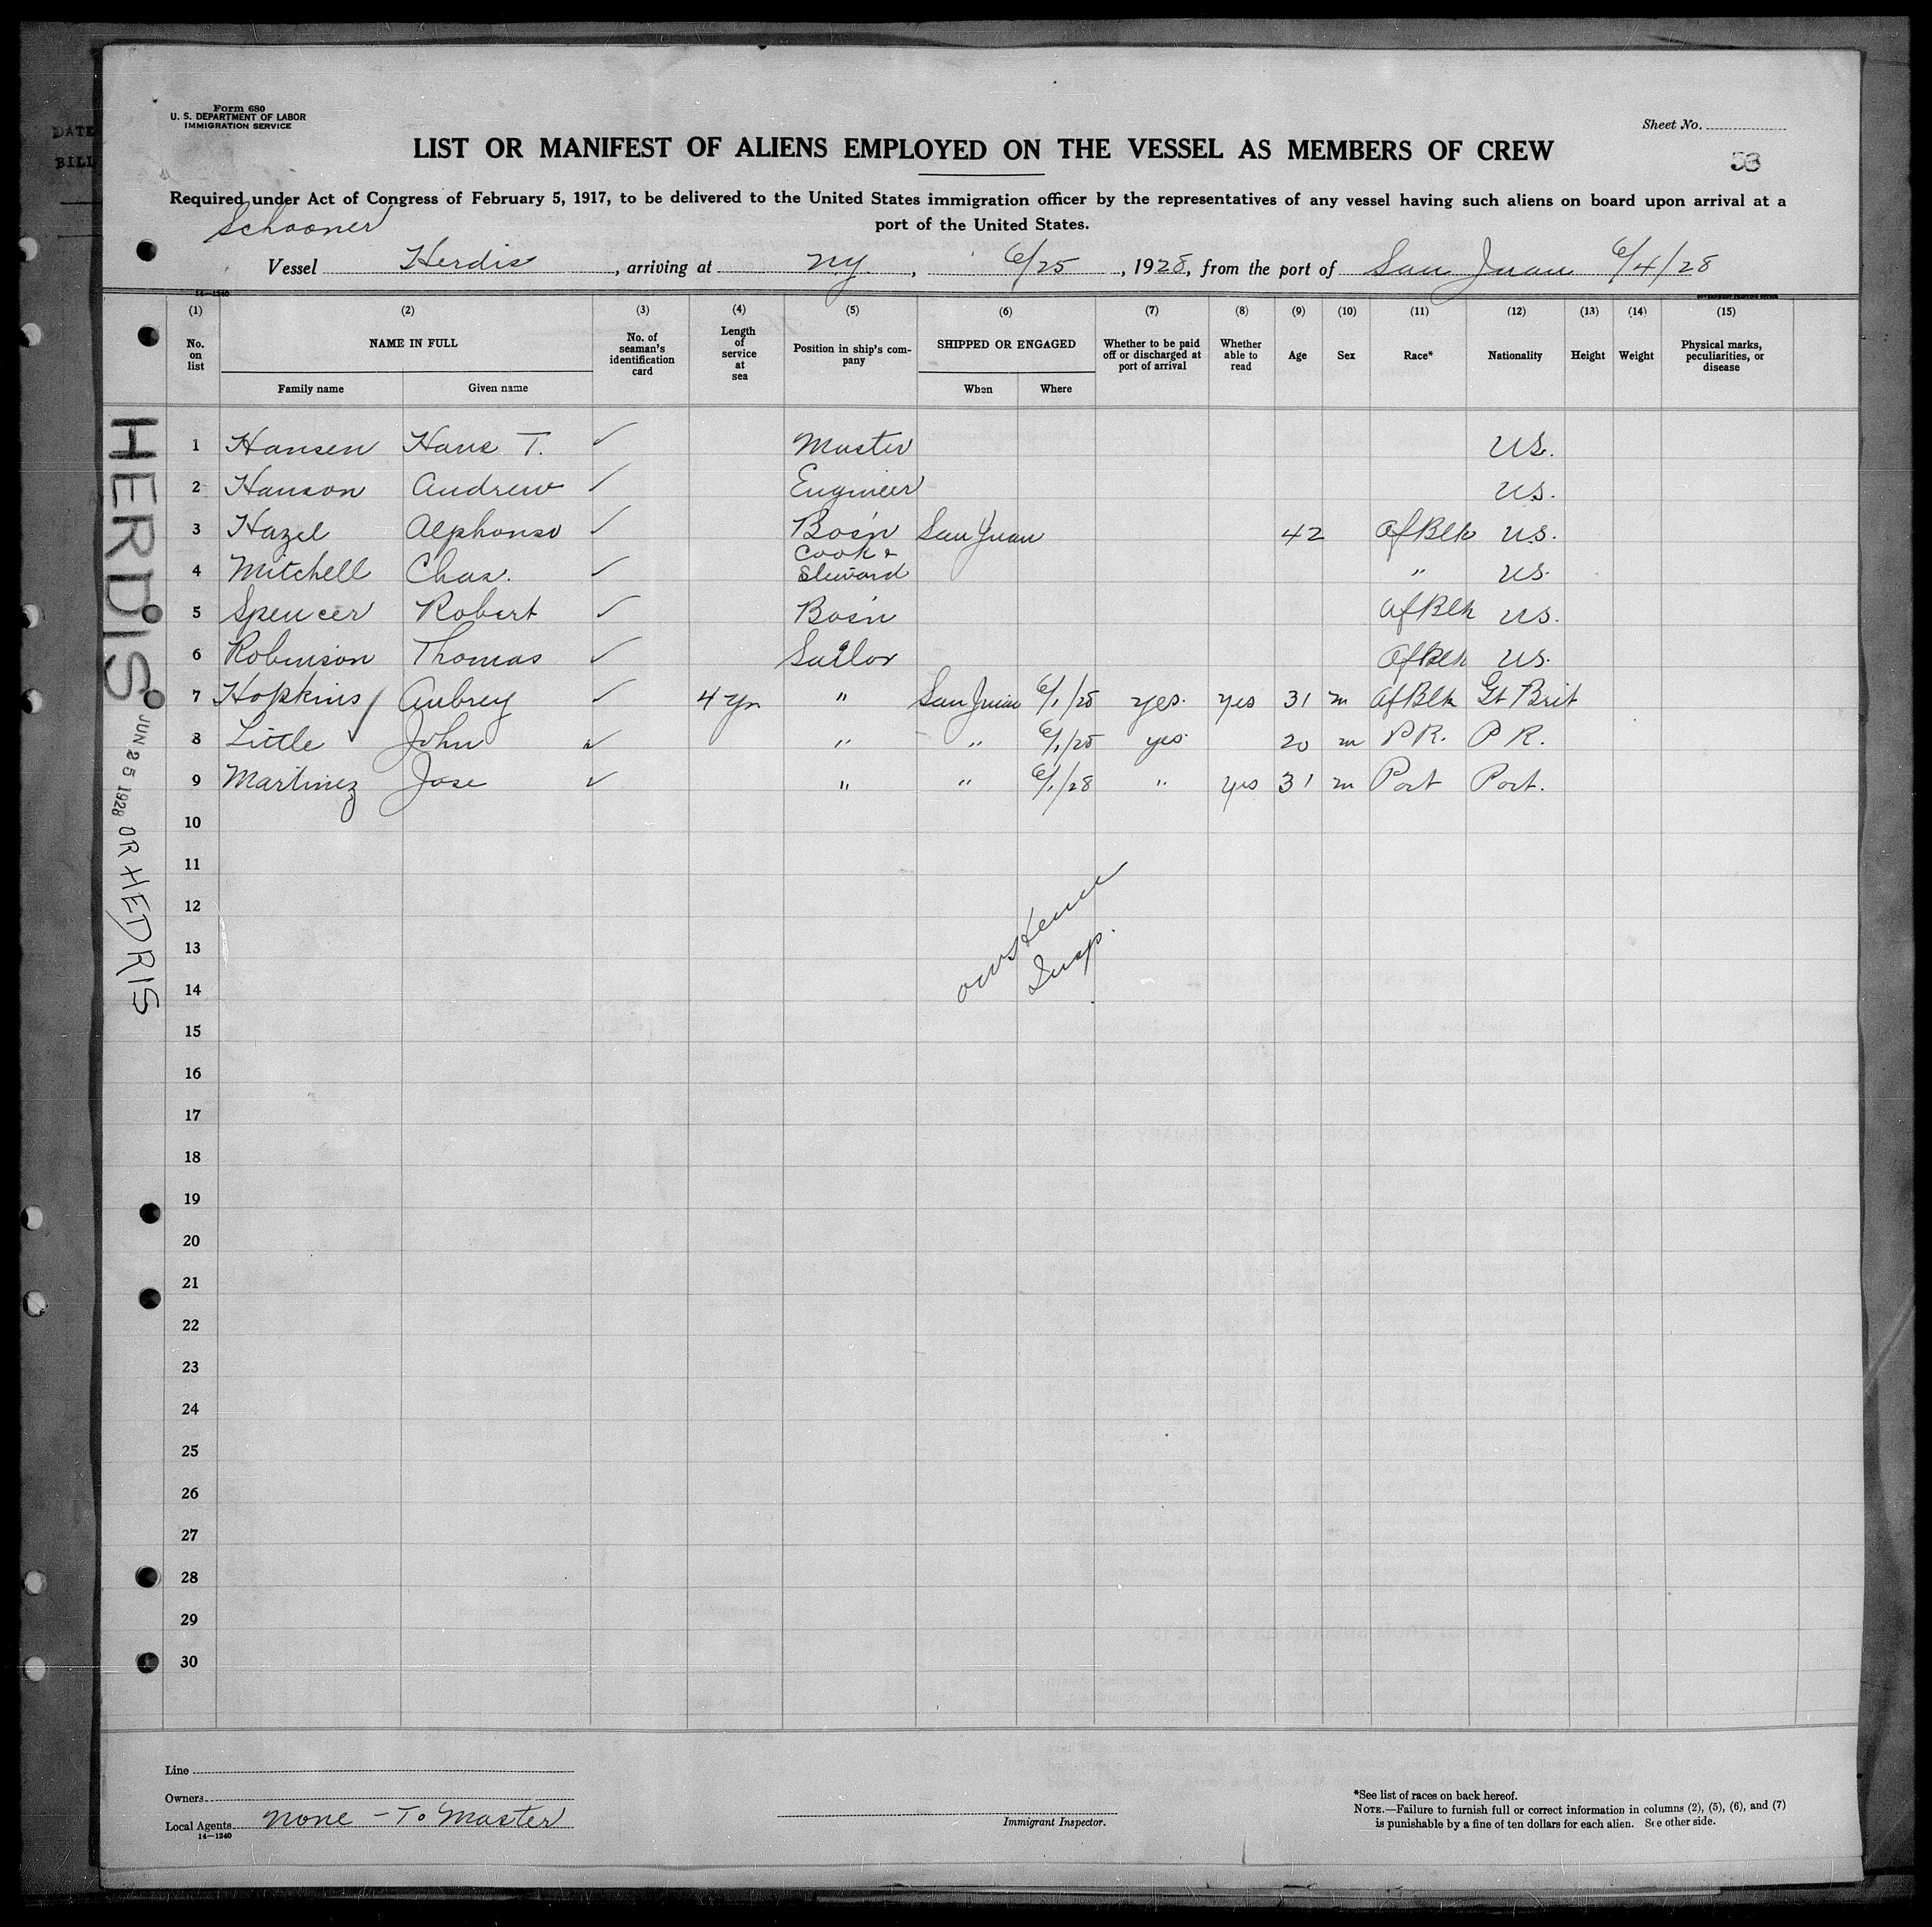 DATE
BILL
Form 680
U. S. DEPARTMENT OF LABOR
IMMIGRATION SERVICE
Sheet No.
LIST OR MANIFEST OF ALIENS EMPLOYED ON THE VESSEL AS MEMBERS OF CREW
53
Required under Act of Congress of February 5, 1917, to be delivered to the United States immigration officer by the representatives of any vessel having such aliens on board upon arrival at a
port of the United States.
Schooner
Vessel Herdis, arriving at N.Y., 6/25, 1928, from the port of San Juan 6/4/28
14—1240
GOVERNMENT PRINTING OFFICE
(1) (2) (3) (4) (5) (6) (7) (8) (9) (10) (11) (12) (13) (14) (15)
No. on list
NAME IN FULL
Family name Given name
No. of seaman's identification card
Length of service at sea
Position in ship's company
SHIPPED OR ENGAGED
When Where
Whether to be paid off or discharged at port of arrival
Whether able to read
Age
Sex
Race*
Nationality
Height
Weight
Physical marks, peculiarities, or disease
1 Hansen Hans T. ✓ Master US.
2 Hanson Andrew ✓ Engineer US.
3 Hazel Alphonso ✓ Bos'n San Juan 42 Af Blk US.
4 Mitchell Chas. ✓ Cook & Steward " US.
5 Spencer Robert ✓ Bos'n Af Blk US.
6 Robinson Thomas ✓ Sailor Af Blk US.
7 Hopkins Aubrey ✓ 4 yr " San Juan 6/1/28 yes. yes 31 m Af Blk Gt Brit
8 Little John ✓ " " 6/1/28 yes. 20 m P R. P R.
9 Martinez Jose ✓ " " 6/1/28 " yes 31 m Port Port.
10
11
12
13
14
15
16
17
18
19
20
21
22
23
24
25
26
27
28
29
30
Insp.
HERDIS
JUN 25 1928
OR HEDRIS
Line
Owners
Local Agents None - To Master
14—1240
Immigrant Inspector.
*See list of races on back hereof.
NOTE.—Failure to furnish full or correct information in columns (2), (5), (6), and (7)
is punishable by a fine of ten dollars for each alien. See other side.